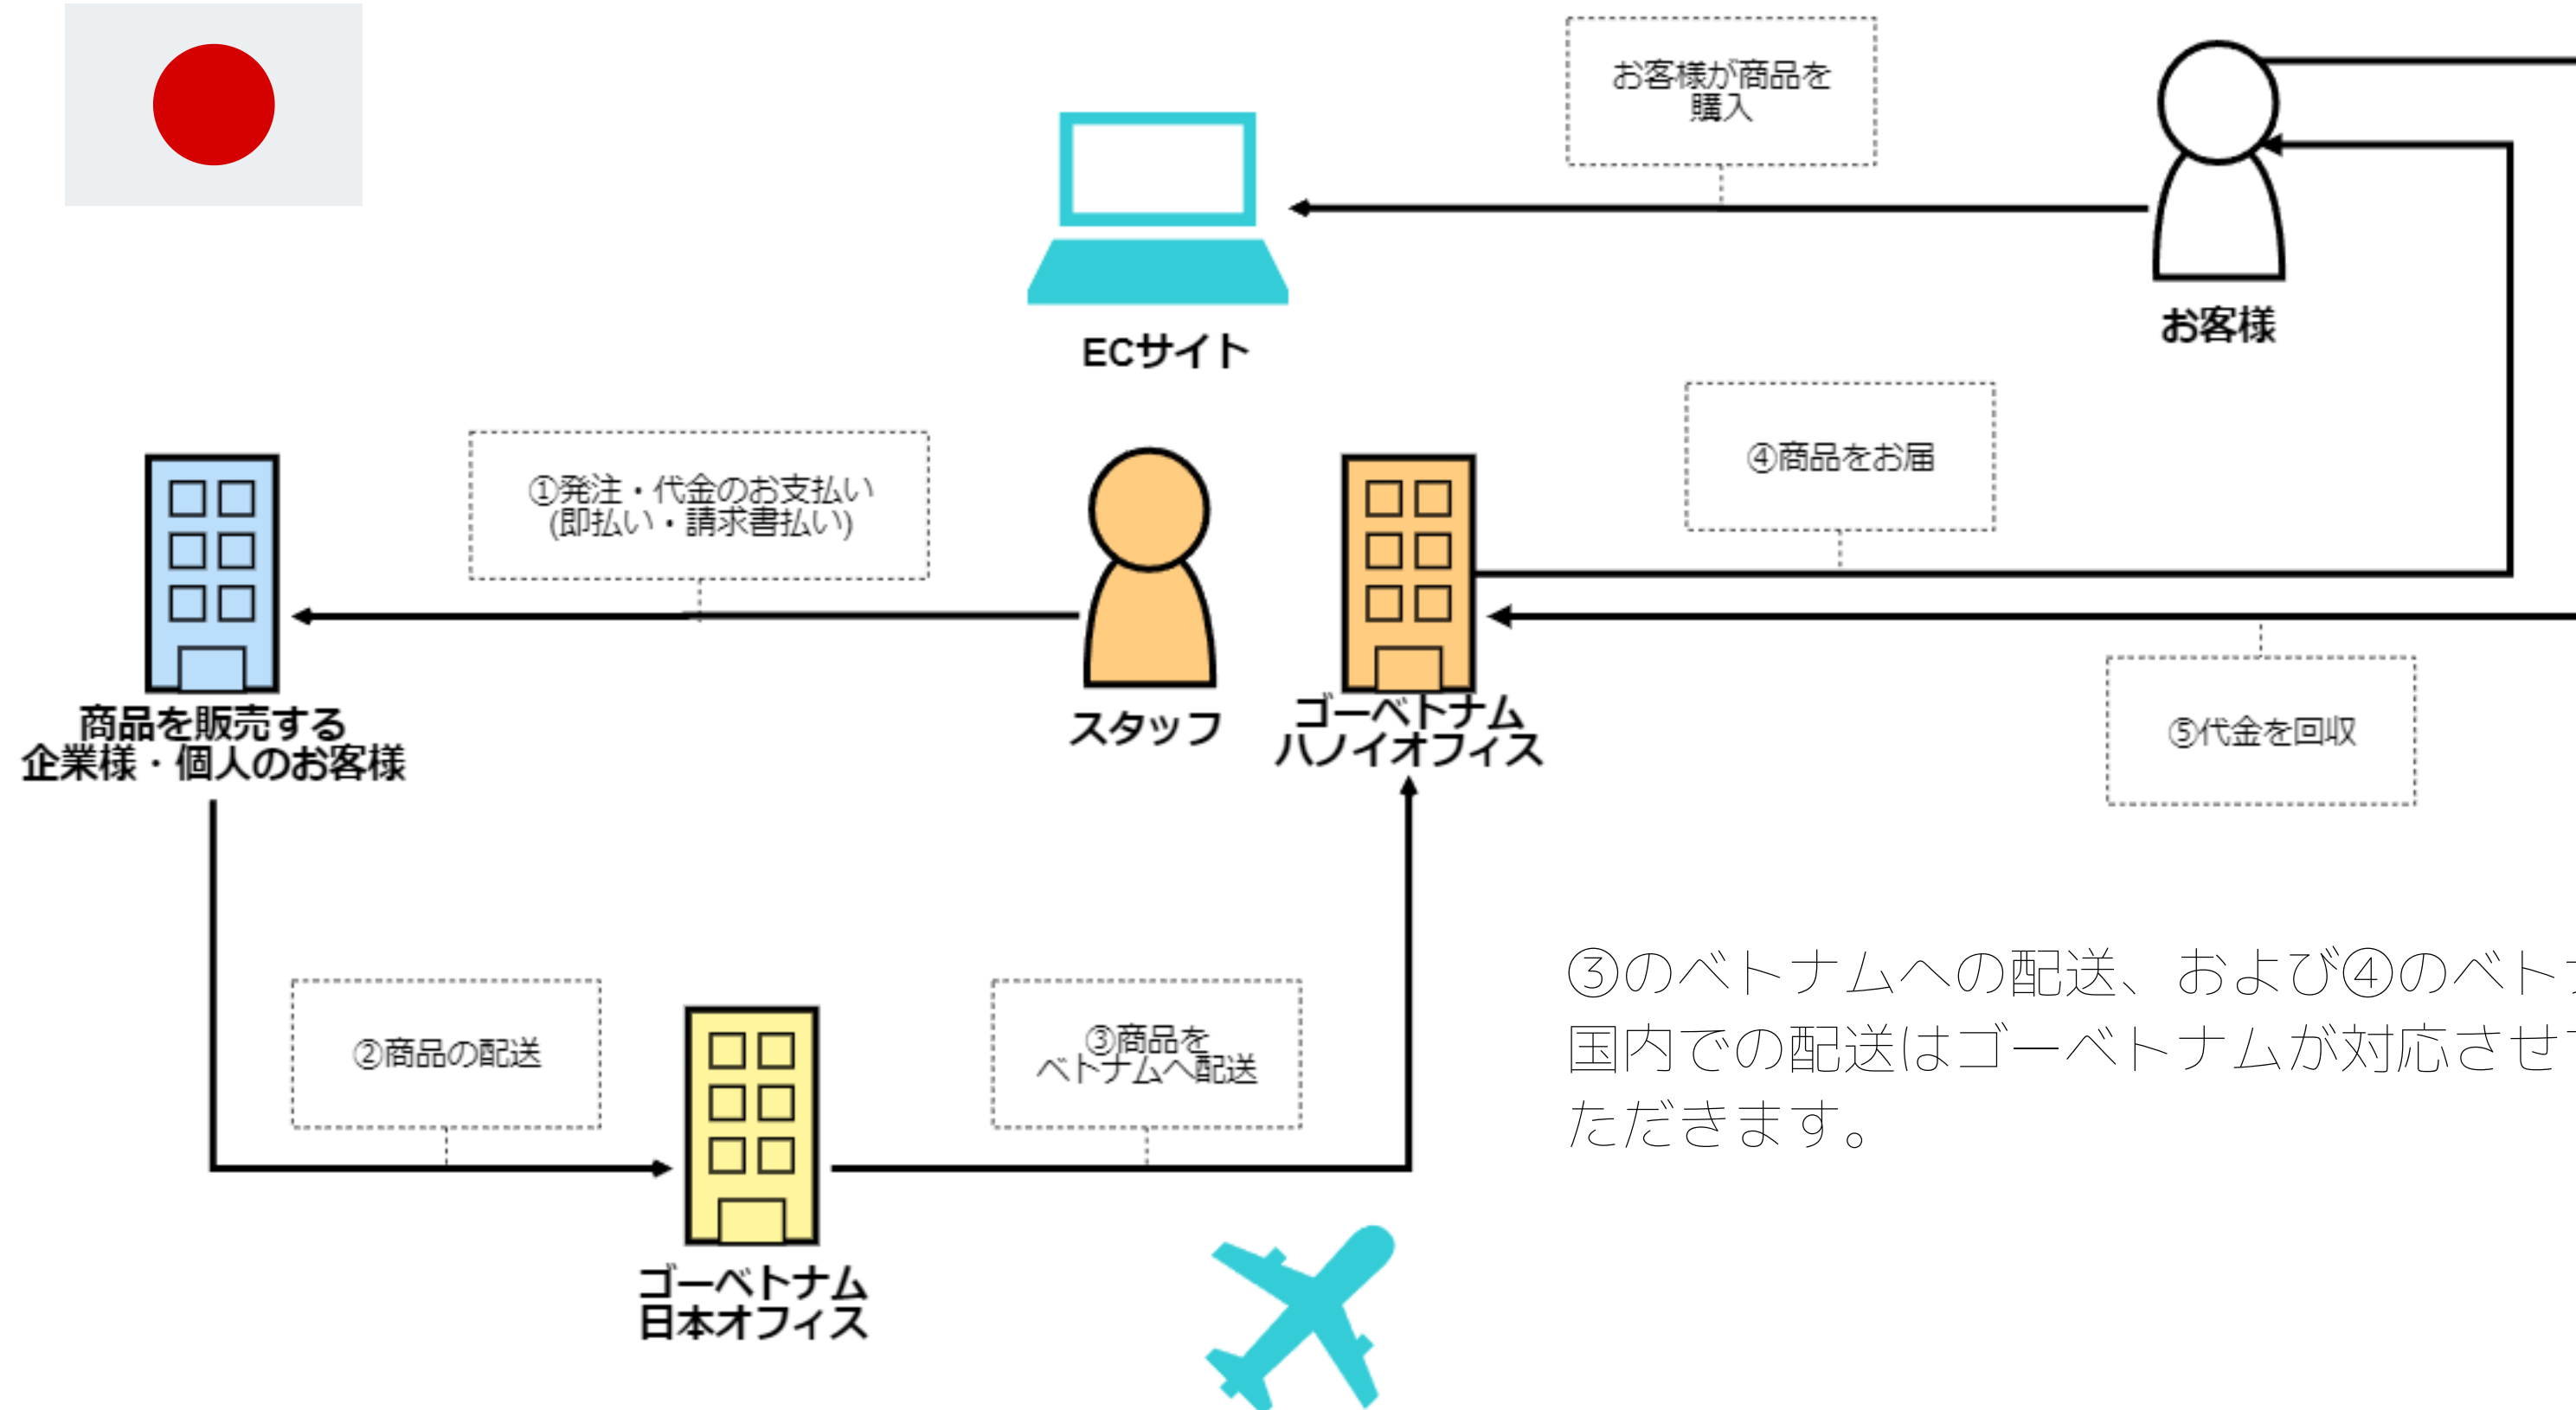 お客様が商品を
購入
ECサイト
お客様
①発注・代金のお支払い
(即払い・請求書払い)
④商品をお届
商品を販売する
企業様・個人のお客様
スタッフ
ゴーベトナム
ハノイオフィス
⑤代金を回収
②商品の配送
③商品を
ベトナムへ配送
③のベトナムへの配送、および④のベト
国内での配送はゴーベトナムが対応させ
ただきます。
ゴーベトナム
日本オフィス